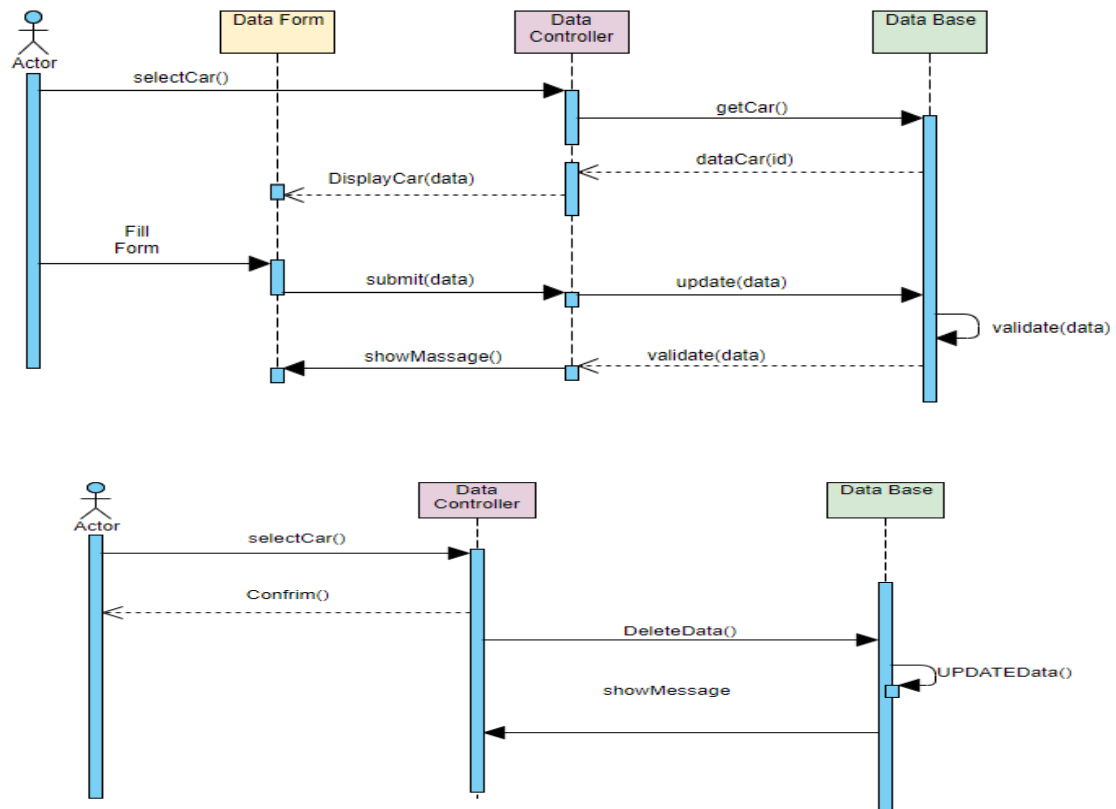 Data Form
Data
Controller
Data Base
Actor
selectCar()
getCar()
dataCar(id)
DisplayCar(data)
Fill
Form
submit(data)
update(data)
validate(data)
showMassage()
validate(data)
Data
Controller
Data Base
Actor
selectCar()
Confrim()
DeleteData()
UPDATEData()
showMessage